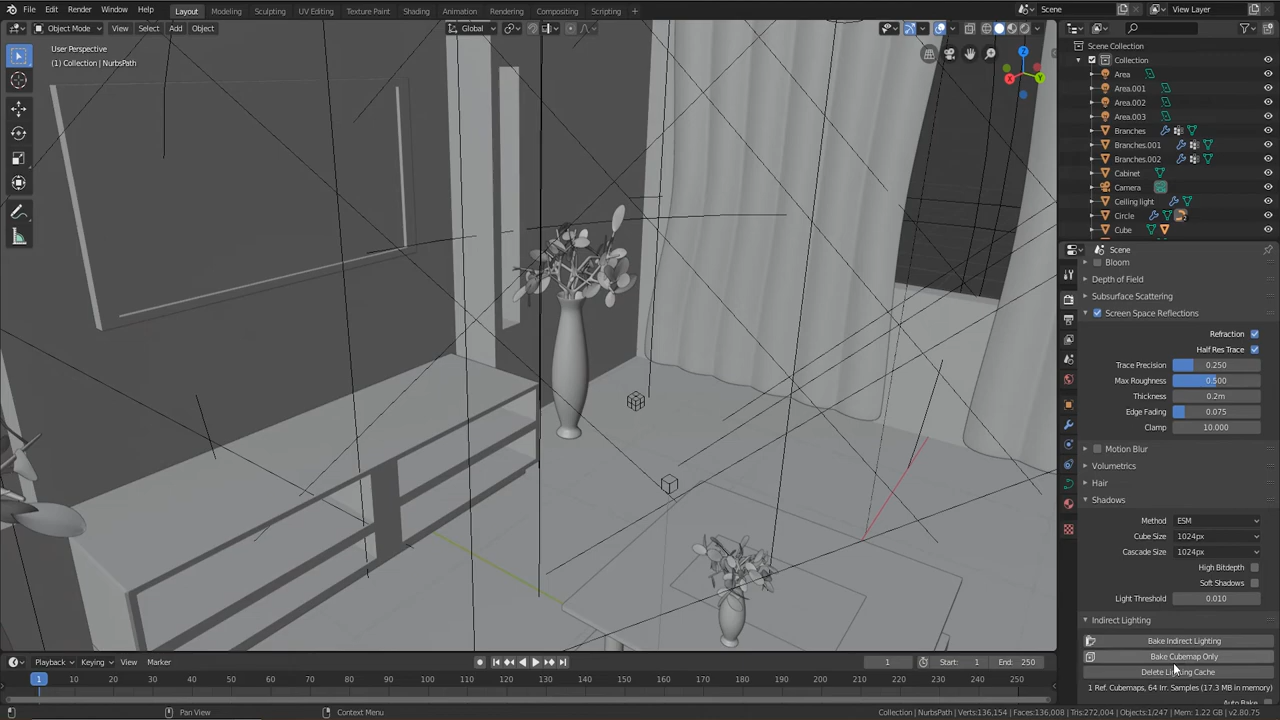 File Edit Render Window Help Layout Modeling Sculpting UV Editing Texture Paint Shading Animation Rendering Compositing Scripting + Scene View Layer
Object Mode View Select Add Object Global
User Perspective
(1) Collection | NurbsPath
Scene Collection
Collection
Area
Area.001
Area.002
Area.003
Branches
Branches.001
Branches.002
Cabinet
Camera
Ceiling light
Circle
Cube
Scene
Bloom
Depth of Field
Subsurface Scattering
Screen Space Reflections
Refraction
Half Res Trace
Trace Precision 0.250
Max Roughness 0.500
Thickness 0.2m
Edge Fading 0.075
Clamp 10.000
Motion Blur
Volumetrics
Hair
Shadows
Method ESM
Cube Size 1024px
Cascade Size 1024px
High Bitdepth
Soft Shadows
Light Threshold 0.010
Indirect Lighting
Bake Indirect Lighting
Bake Cubemap Only
Delete Lighting Cache
1 Ref. Cubemaps, 64 Irr. Samples (17.3 MB in memory)
Auto Bake
Playback Keying View Marker 1 Start: 1 End: 250
1 10 20 30 40 50 60 70 80 90 100 110 120 130 140 150 160 170 180 190 200 210 220 230 240 250
Select Pan View Context Menu Collection | NurbsPath | Verts:136,154 | Faces:136,008 | Tris:272,004 | Objects:1/247 | Mem: 1.22 GB | v2.80.75